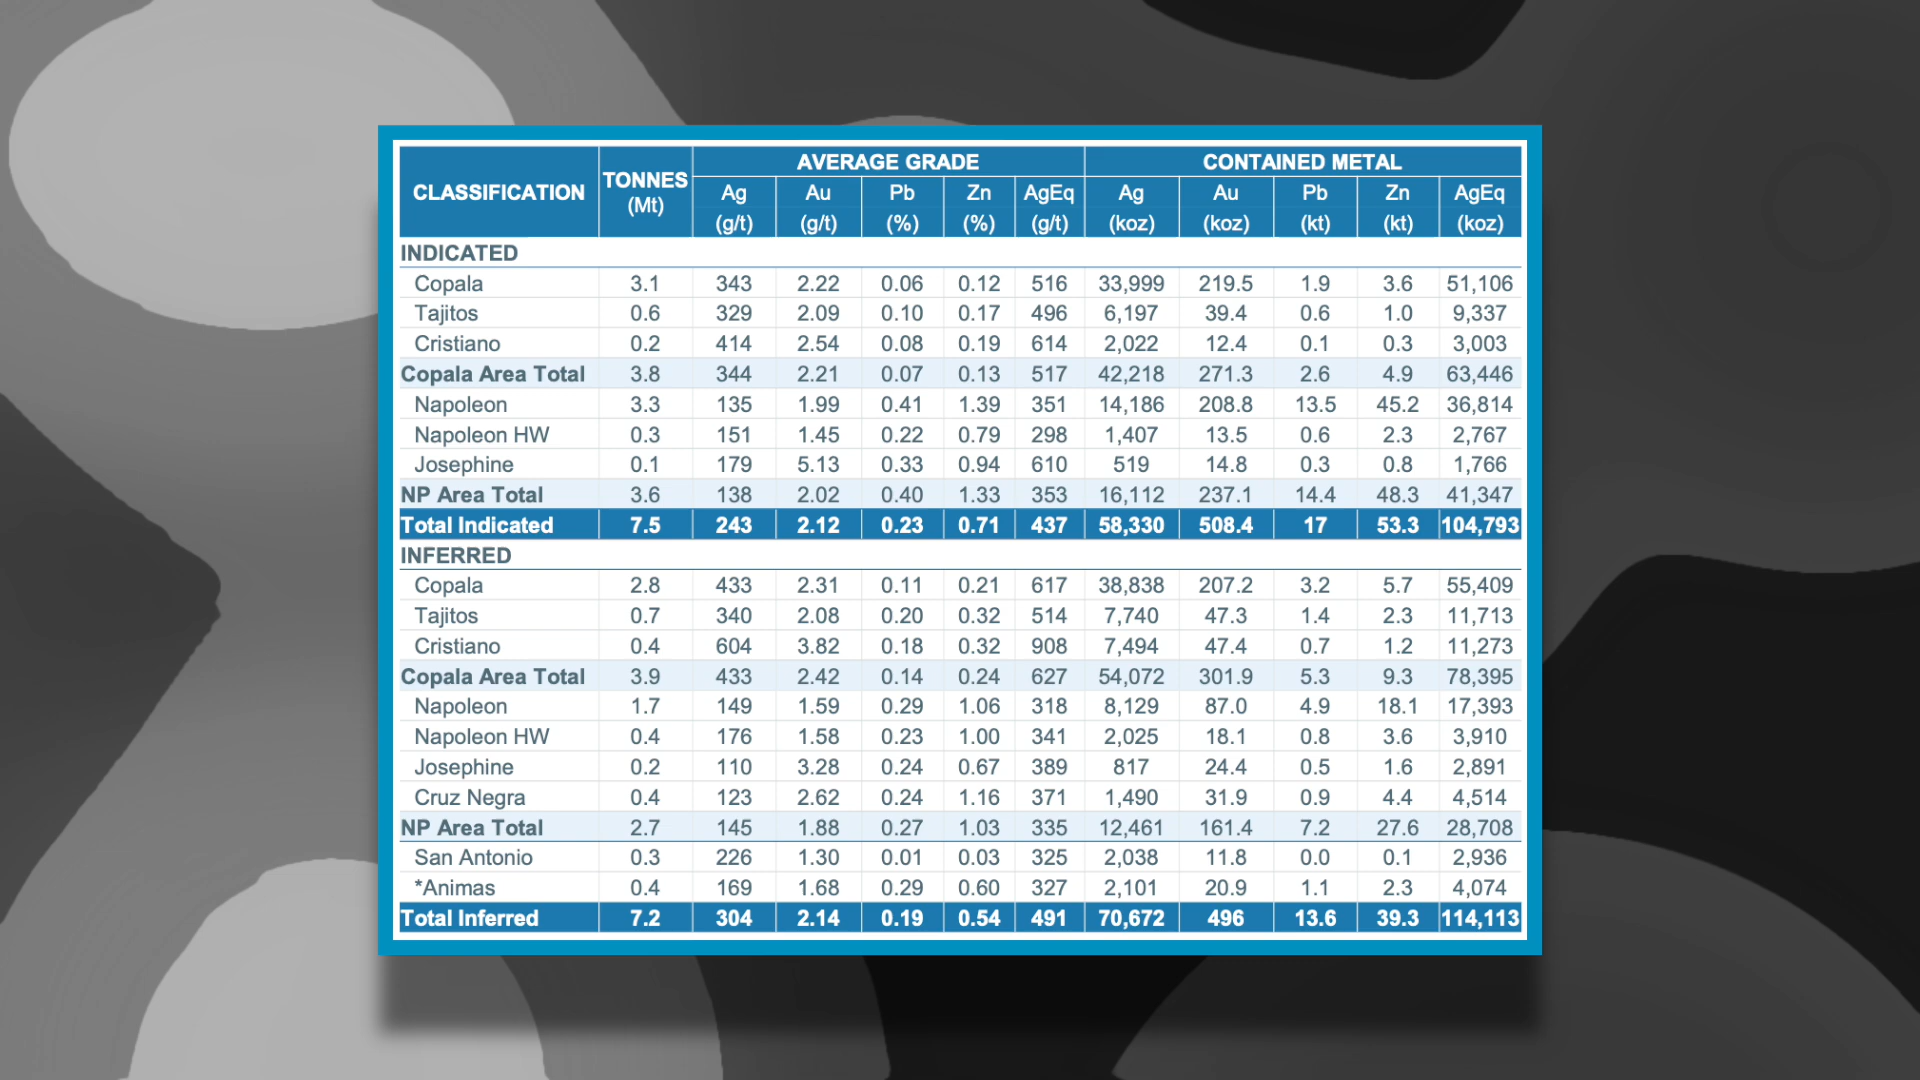 CLASSIFICATION TONNES (Mt) AVERAGE GRADE CONTAINED METAL
Ag (g/t) Au (g/t) Pb (%) Zn (%) AgEq (g/t) Ag (koz) Au (koz) Pb (kt) Zn (kt) AgEq (koz)
INDICATED
Copala 3.1 343 2.22 0.06 0.12 516 33,999 219.5 1.9 3.6 51,106
Tajitos 0.6 329 2.09 0.10 0.17 496 6,197 39.4 0.6 1.0 9,337
Cristiano 0.2 414 2.54 0.08 0.19 614 2,022 12.4 0.1 0.3 3,003
Copala Area Total 3.8 344 2.21 0.07 0.13 517 42,218 271.3 2.6 4.9 63,446
Napoleon 3.3 135 1.99 0.41 1.39 351 14,186 208.8 13.5 45.2 36,814
Napoleon HW 0.3 151 1.45 0.22 0.79 298 1,407 13.5 0.6 2.3 2,767
Josephine 0.1 179 5.13 0.33 0.94 610 519 14.8 0.3 0.8 1,766
NP Area Total 3.6 138 2.02 0.40 1.33 353 16,112 237.1 14.4 48.3 41,347
Total Indicated 7.5 243 2.12 0.23 0.71 437 58,330 508.4 17 53.3 104,793
INFERRED
Copala 2.8 433 2.31 0.11 0.21 617 38,838 207.2 3.2 5.7 55,409
Tajitos 0.7 340 2.08 0.20 0.32 514 7,740 47.3 1.4 2.3 11,713
Cristiano 0.4 604 3.82 0.18 0.32 908 7,494 47.4 0.7 1.2 11,273
Copala Area Total 3.9 433 2.42 0.14 0.24 627 54,072 301.9 5.3 9.3 78,395
Napoleon 1.7 149 1.59 0.29 1.06 318 8,129 87.0 4.9 18.1 17,393
Napoleon HW 0.4 176 1.58 0.23 1.00 341 2,025 18.1 0.8 3.6 3,910
Josephine 0.2 110 3.28 0.24 0.67 389 817 24.4 0.5 1.6 2,891
Cruz Negra 0.4 123 2.62 0.24 1.16 371 1,490 31.9 0.9 4.4 4,514
NP Area Total 2.7 145 1.88 0.27 1.03 335 12,461 161.4 7.2 27.6 28,708
San Antonio 0.3 226 1.30 0.01 0.03 325 2,038 11.8 0.0 0.1 2,936
*Animas 0.4 169 1.68 0.29 0.60 327 2,101 20.9 1.1 2.3 4,074
Total Inferred 7.2 304 2.14 0.19 0.54 491 70,672 496 13.6 39.3 114,113